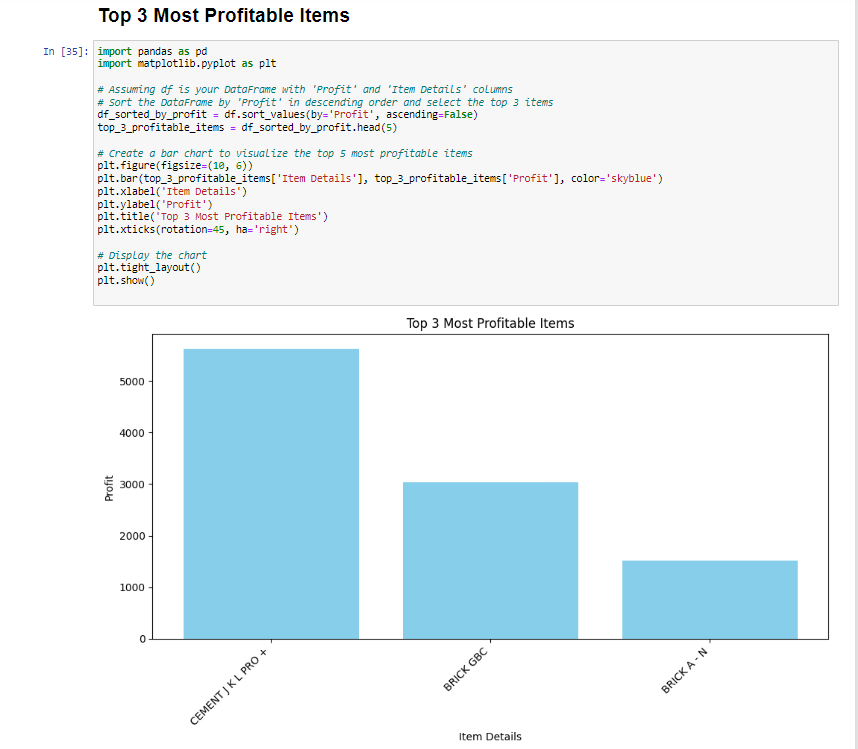 Top 3 Most Profitable Items
In [35]:
import pandas as pd
import matplotlib.pyplot as plt
# Assuming df is your DataFrame with 'Profit' and 'Item Details' columns
# Sort the DataFrame by 'Profit' in descending order and select the top 3 items
df_sorted_by_profit = df.sort_values(by='Profit', ascending=False)
top_3_profitable_items = df_sorted_by_profit.head(5)
# Create a bar chart to visualize the top 5 most profitable items
plt.figure(figsize=(10, 6))
plt.bar(top_3_profitable_items['Item Details'], top_3_profitable_items['Profit'], color='skyblue')
plt.xlabel('Item Details')
plt.ylabel('Profit')
plt.title('Top 3 Most Profitable Items')
plt.xticks(rotation=45, ha='right')
# Display the chart
plt.tight_layout()
plt.show()
Top 3 Most Profitable Items
5000
4000
3000
2000
1000
0
Profit
CEMENT J K L PRO +
BRICK GBC
BRICK A - N
Item Details